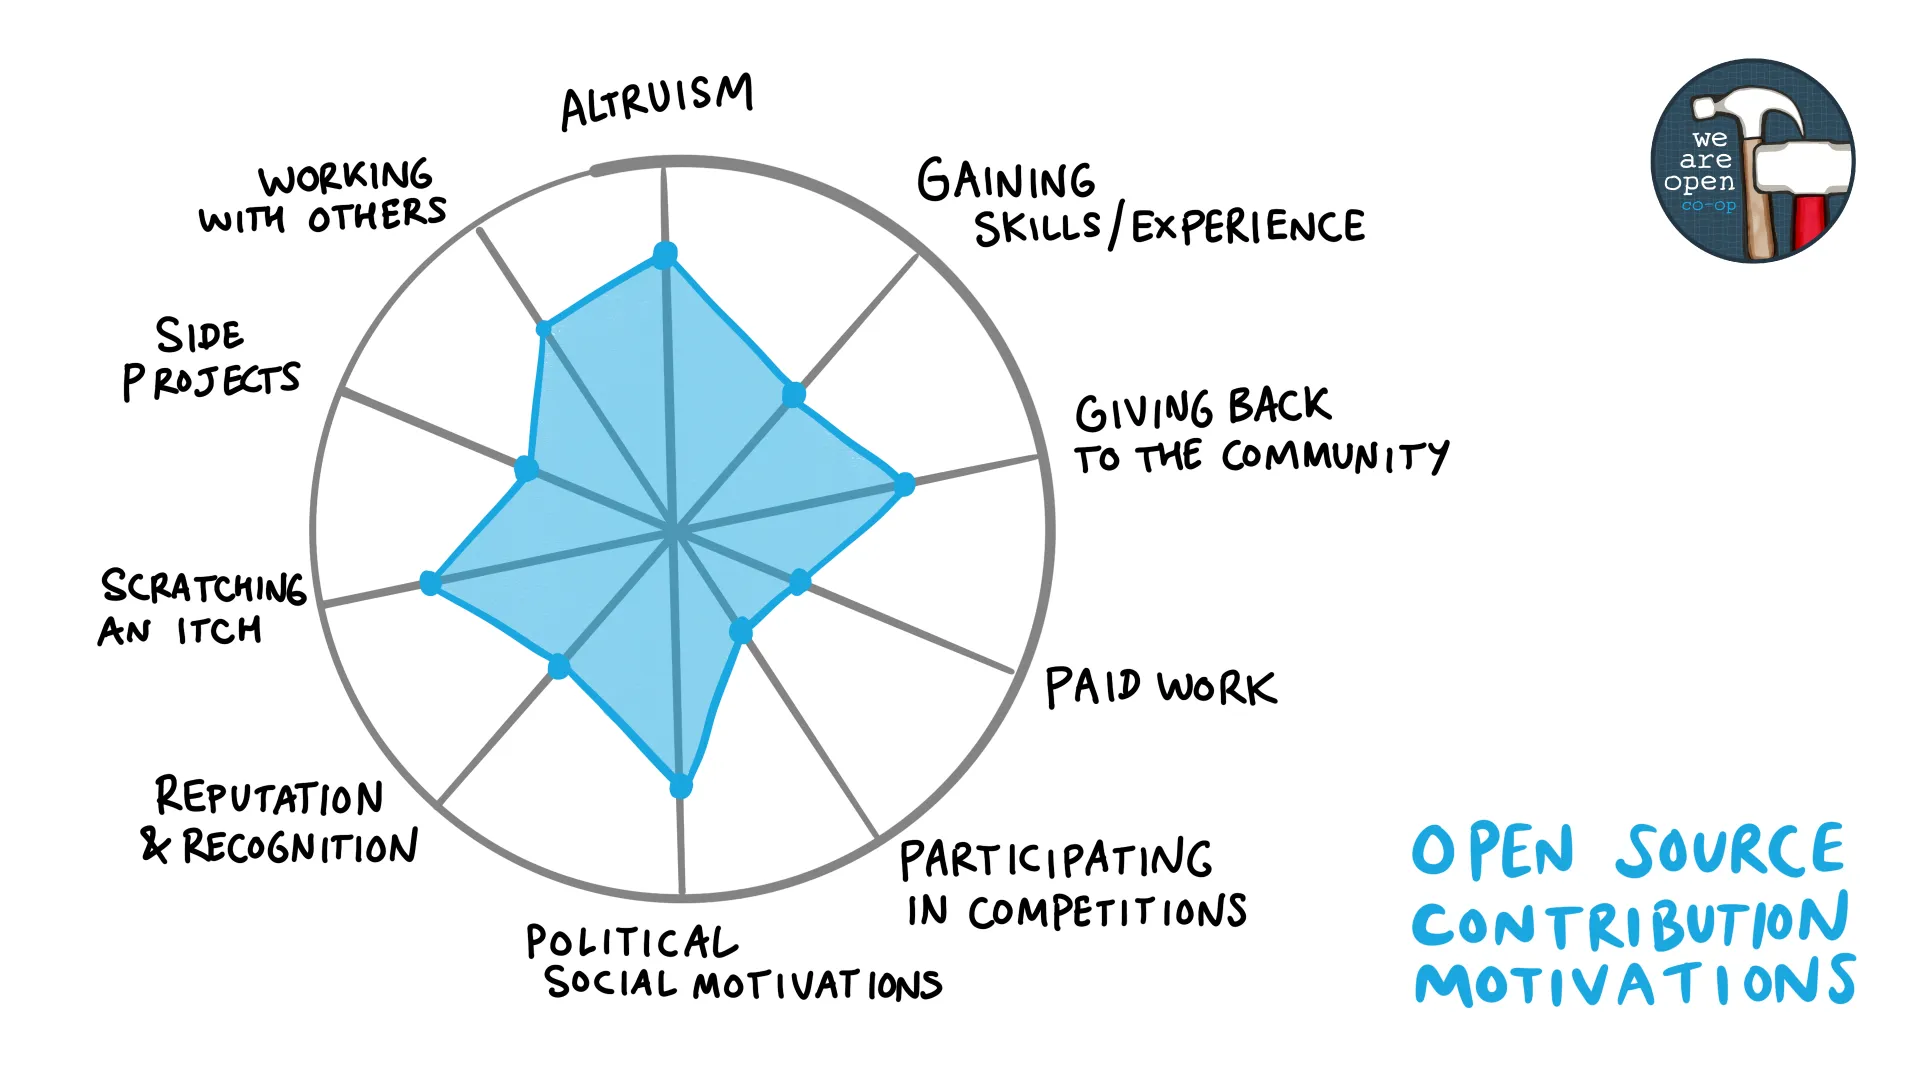 ALTRUISM
GAINING
SKILLS/EXPERIENCE
GIVING BACK
TO THE COMMUNITY
PAID WORK
PARTICIPATING
IN COMPETITIONS
POLITICAL
SOCIAL MOTIVATIONS
REPUTATION
& RECOGNITION
SCRATCHING
AN ITCH
SIDE
PROJECTS
WORKING
WITH OTHERS
we
are
open
co-op
OPEN SOURCE
CONTRIBUTION
MOTIVATIONS